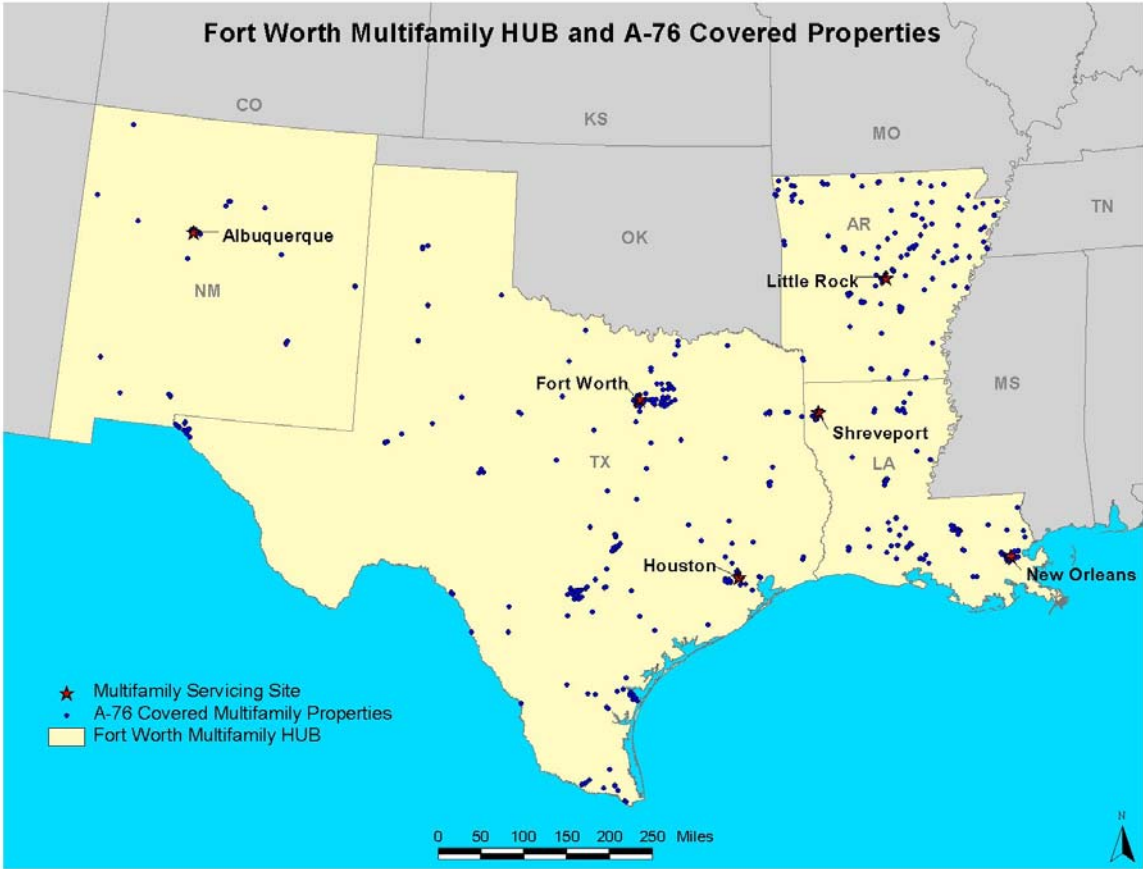 Fort Worth Multifamily HUB and A-76 Covered Properties
CO
KS
MO
TN
OK
AR
Albuquerque
Little Rock
NM
Fort Worth
MS
Shreveport
TX
LA
Houston
New Orleans
Multifamily Servicing Site
A-76 Covered Multifamily Properties
Fort Worth Multifamily HUB
0 50 100 150 200 250 Miles
N